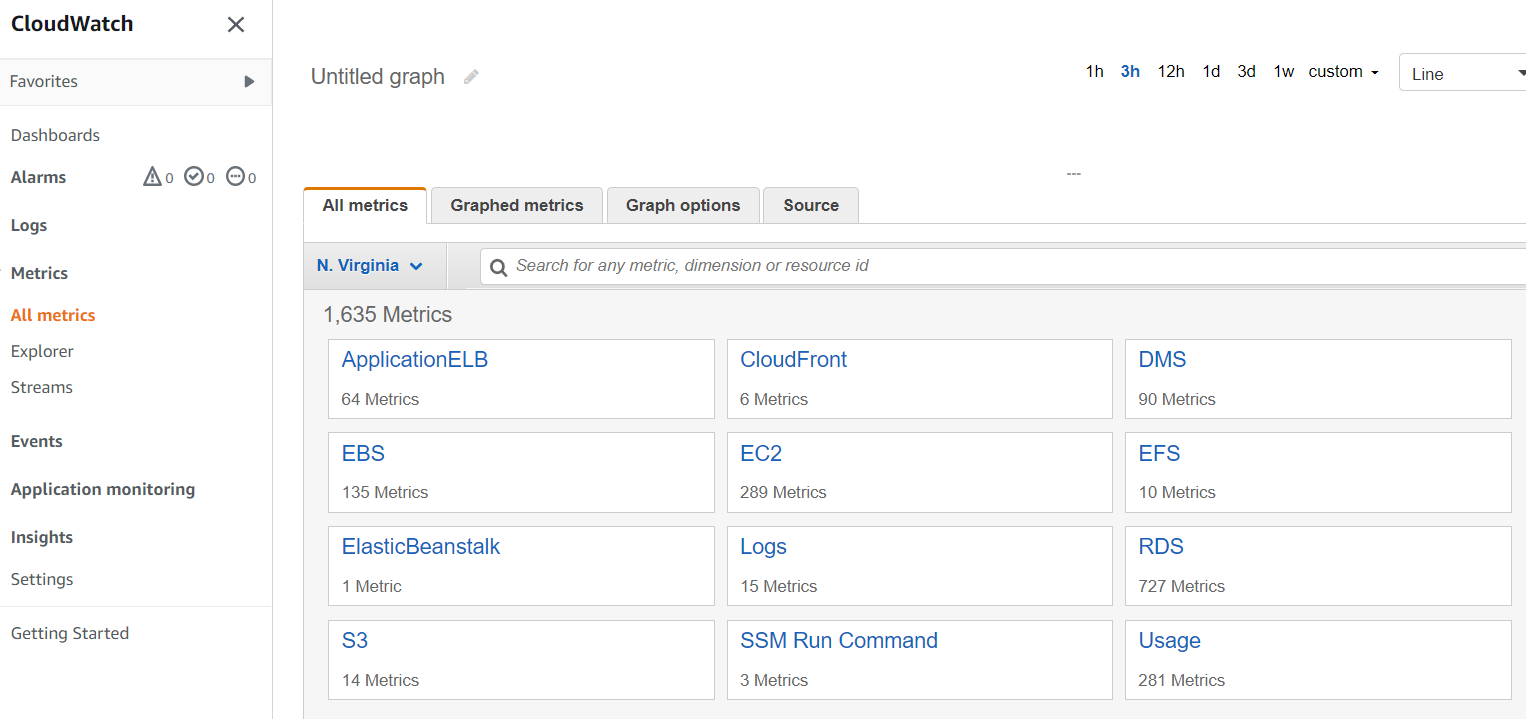 CloudWatch
Favorites
Dashboards
Alarms 0 0 0
Logs
Metrics
All metrics
Explorer
Streams
Events
Application monitoring
Insights
Settings
Getting Started
Untitled graph
1h 3h 12h 1d 3d 1w custom Line
---
All metrics Graphed metrics Graph options Source
N. Virginia Search for any metric, dimension or resource id
1,635 Metrics
ApplicationELB
64 Metrics
CloudFront
6 Metrics
DMS
90 Metrics
EBS
135 Metrics
EC2
289 Metrics
EFS
10 Metrics
ElasticBeanstalk
1 Metric
Logs
15 Metrics
RDS
727 Metrics
S3
14 Metrics
SSM Run Command
3 Metrics
Usage
281 Metrics